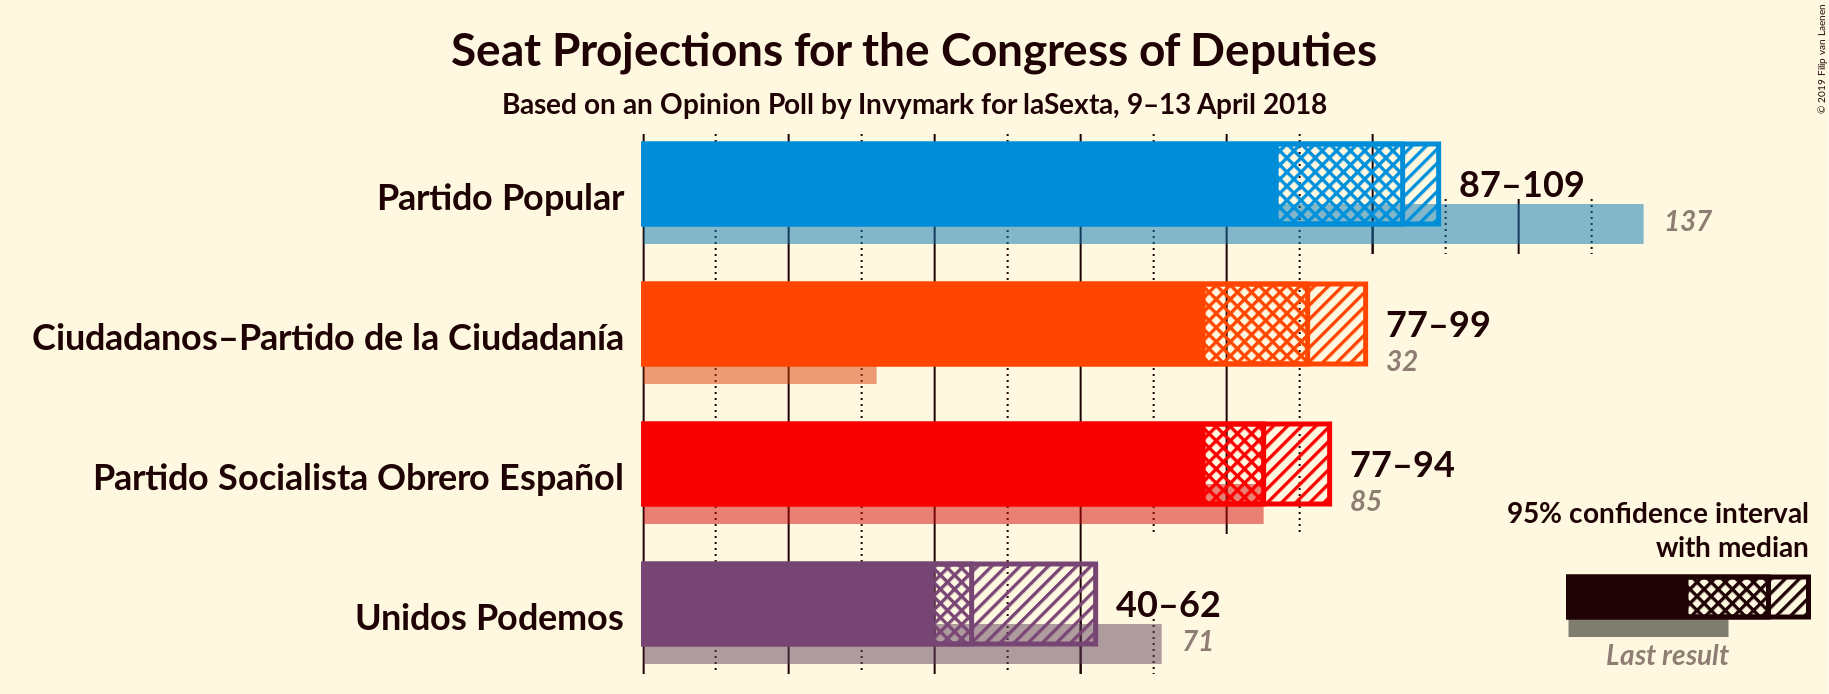 Seat Projections for the Congress of Deputies
Based on an Opinion Poll by Invymark for laSexta, 9–13 April 2018
© 2019 Filip van Laenen
Partido Popular
87–109
137
Ciudadanos–Partido de la Ciudadanía
77–99
32
Partido Socialista Obrero Español
77–94
85
Unidos Podemos
40–62
71
95% confidence interval
with median
Last result